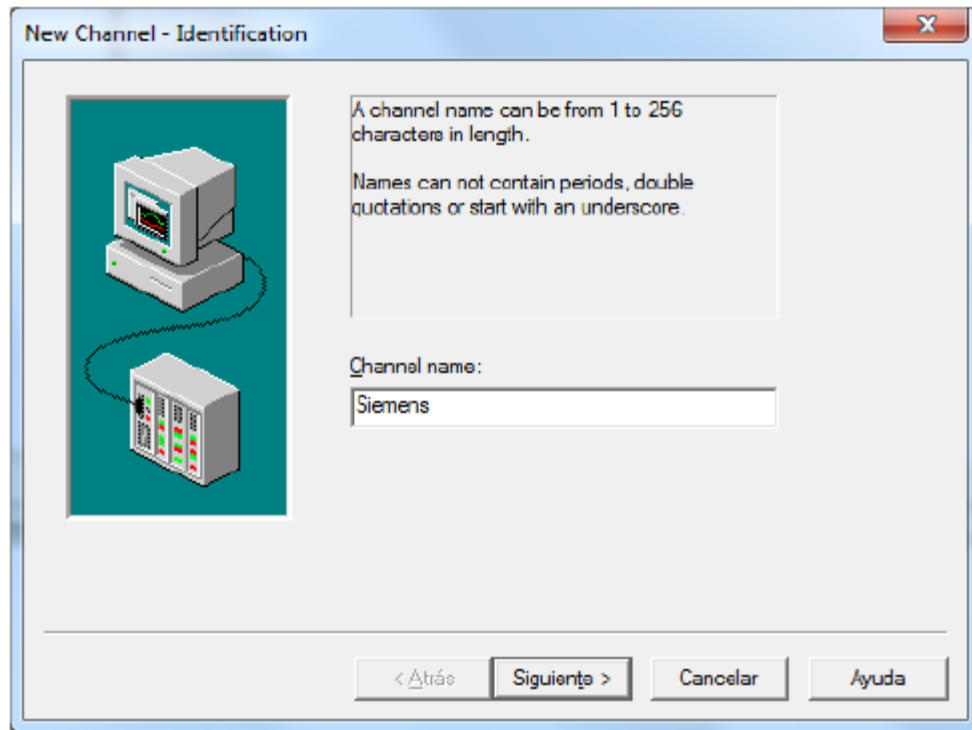 New Channel - Identification
A channel name can be from 1 to 256
characters in length.
Names can not contain periods, double
quotations or start with an underscore.
Channel name:
Siemens
< Atrás
Siguiente >
Cancelar
Ayuda